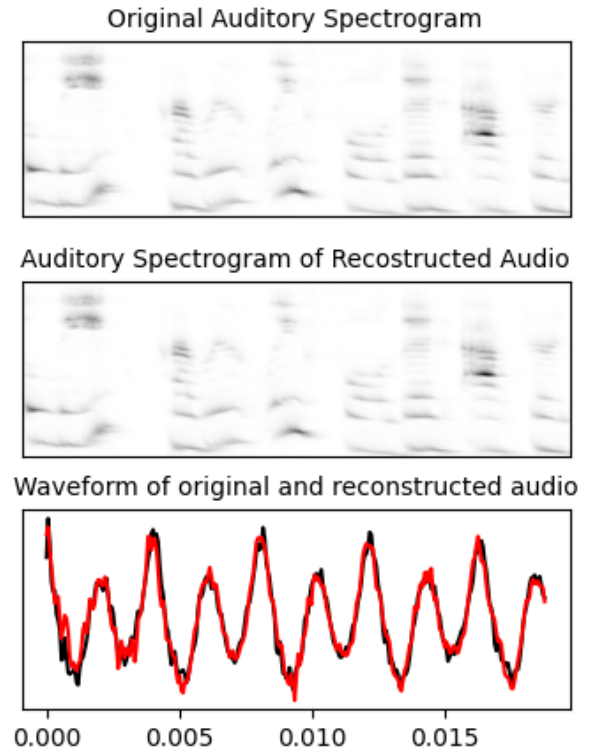 Original Auditory Spectrogram
Auditory Spectrogram of Recostructed Audio
Waveform of original and reconstructed audio
0.000 0.005 0.010 0.015